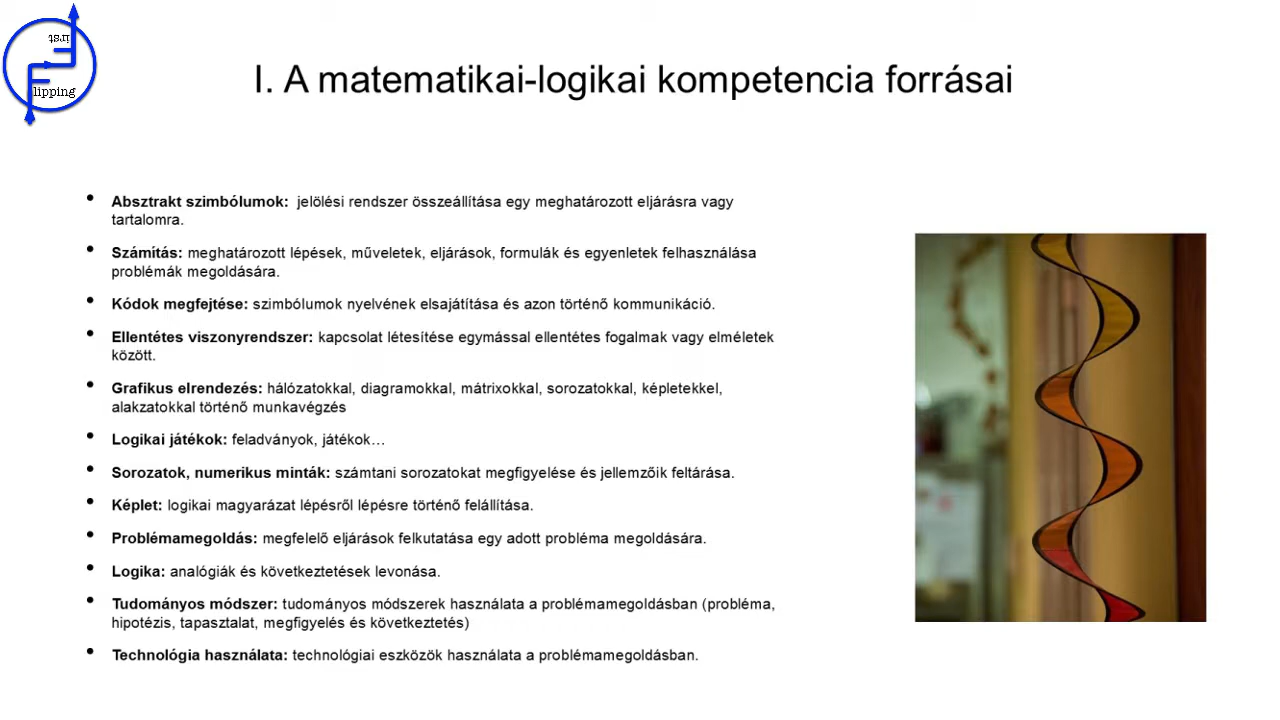 irst
lipping
I. A matematikai-logikai kompetencia forrásai
• Absztrakt szimbólumok: jelölési rendszer összeállítása egy meghatározott eljárásra vagy
tartalomra.
• Számítás: meghatározott lépések, műveletek, eljárások, formulák és egyenletek felhasználása
problémák megoldására.
• Kódok megfejtése: szimbólumok nyelvének elsajátítása és azon történő kommunikáció.
• Ellentétes viszonyrendszer: kapcsolat létesítése egymással ellentétes fogalmak vagy elméletek
között.
• Grafikus elrendezés: hálózatokkal, diagramokkal, mátrixokkal, sorozatokkal, képletekkel,
alakzatokkal történő munkavégzés
• Logikai játékok: feladványok, játékok…
• Sorozatok, numerikus minták: számtani sorozatokat megfigyelése és jellemzőik feltárása.
• Képlet: logikai magyarázat lépésről lépésre történő felállítása.
• Problémamegoldás: megfelelő eljárások felkutatása egy adott probléma megoldására.
• Logika: analógiák és következtetések levonása.
• Tudományos módszer: tudományos módszerek használata a problémamegoldásban (probléma,
hipotézis, tapasztalat, megfigyelés és következtetés)
• Technológia használata: technológiai eszközök használata a problémamegoldásban.